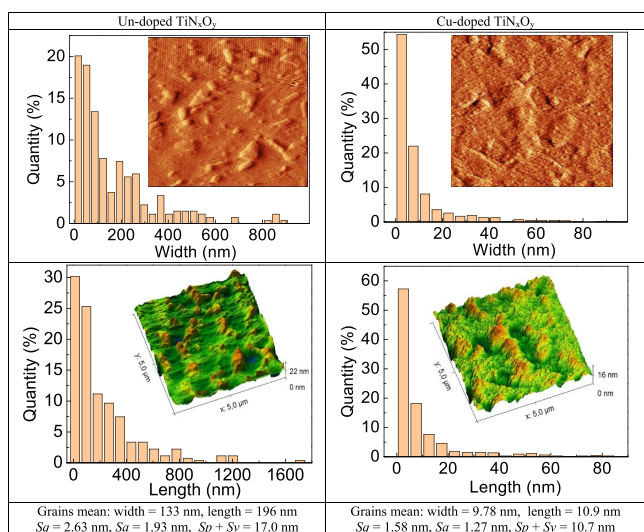 Un-doped TiNxOy
Cu-doped TiNxOy
20
15
10
5
0
Quantity (%)
0 200 400 600 800
Width (nm)
50
40
30
20
10
0
Quantity (%)
0 20 40 60 80
Width (nm)
30
25
20
15
10
5
0
Quantity (%)
y: 5.0 µm
x: 5.0 µm
22 nm
0 nm
0 400 800 1200 1600
Length (nm)
60
50
40
30
20
10
0
Quantity (%)
y: 5.0 µm
x: 5.0 µm
16 nm
0 nm
0 20 40 60 80
Length (nm)
Grains mean: width = 133 nm, length = 196 nm
Sq = 2.63 nm, Sa = 1.93 nm, Sp + Sv = 17.0 nm
Grains mean: width = 9.78 nm, length = 10.9 nm
Sq = 1.58 nm, Sa = 1.27 nm, Sp + Sv = 10.7 nm